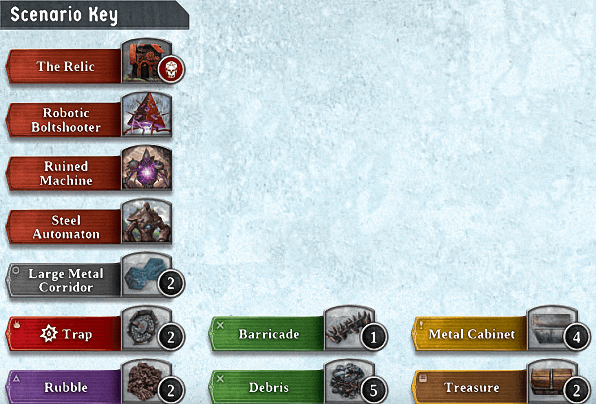 Scenario Key
The Relic
Robotic
Boltshooter
Ruined
Machine
Steel
Automaton
Large Metal
Corridor
2
Trap
2
Barricade
1
Metal Cabinet
4
Rubble
2
Debris
5
Treasure
2